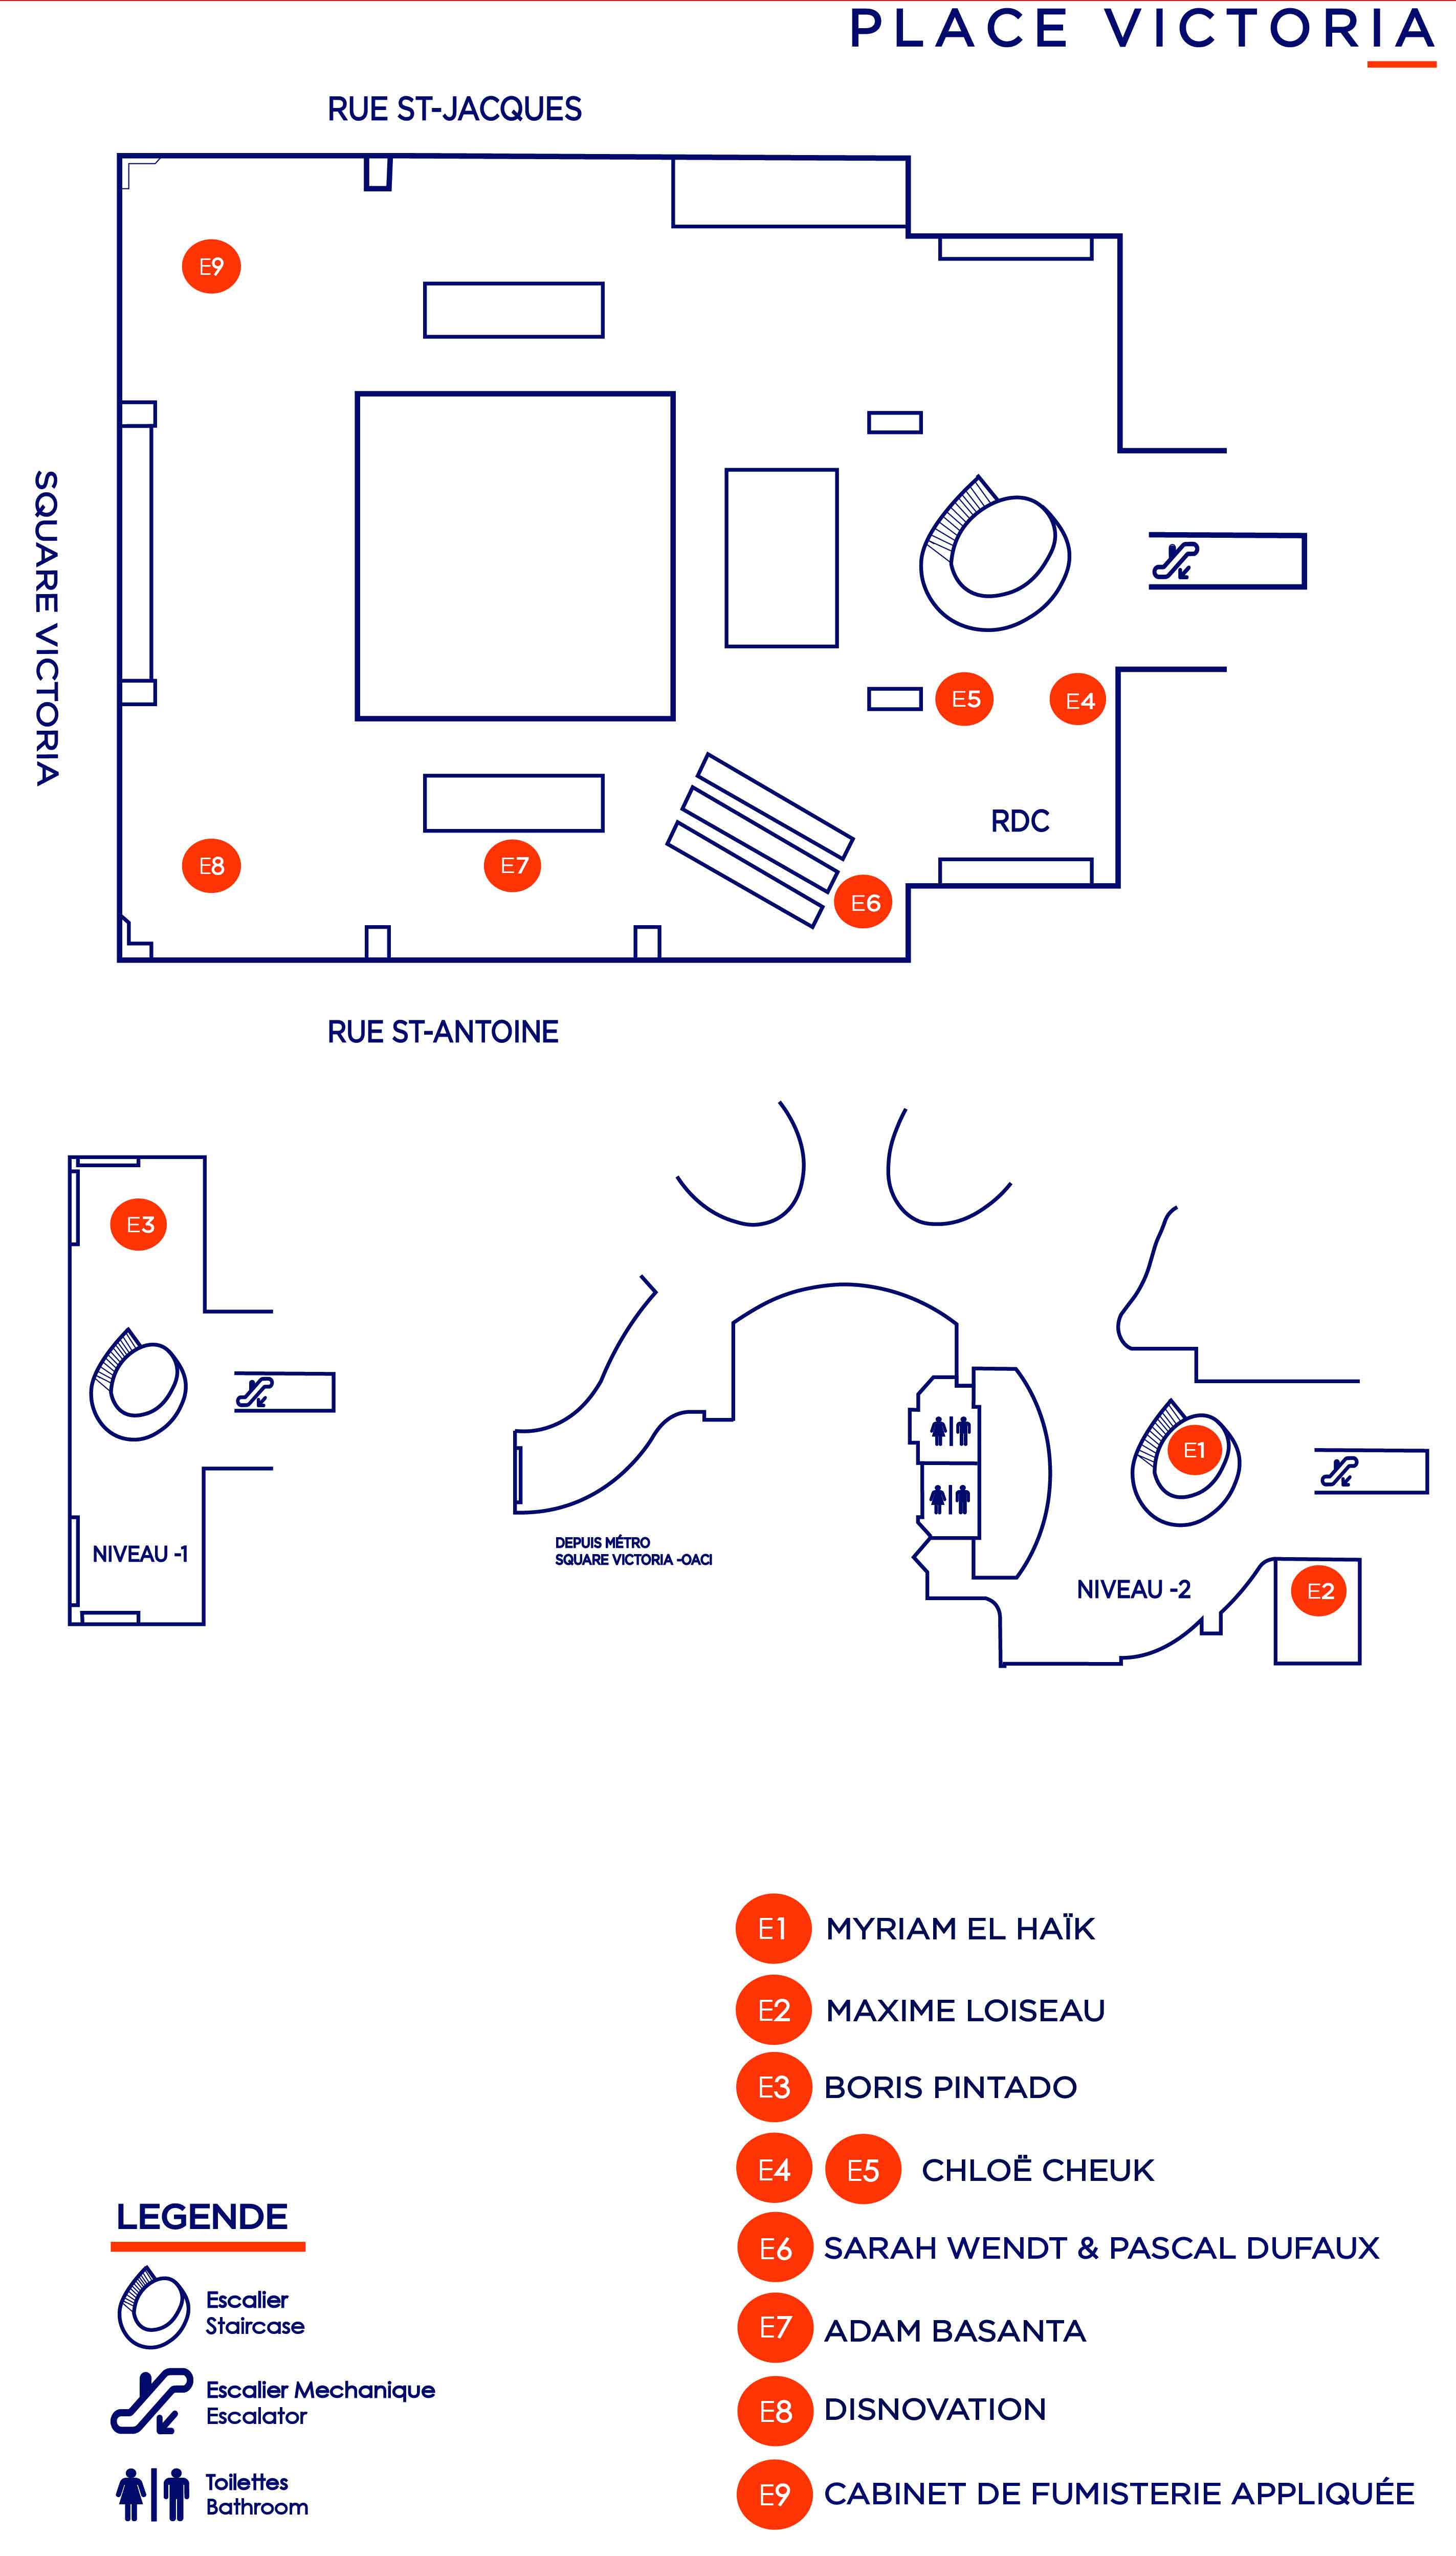 PLACE VICTORIA
RUE ST-JACQUES
E9
SQUARE VICTORIA
E5
E4
RDC
E8
E7
E6
RUE ST-ANTOINE
E3
NIVEAU -1
E1
DEPUIS MÉTRO
SQUARE VICTORIA -OACI
NIVEAU -2
E2
E1 MYRIAM EL HAÏK
E2 MAXIME LOISEAU
E3 BORIS PINTADO
E4 E5 CHLOË CHEUK
E6 SARAH WENDT & PASCAL DUFAUX
E7 ADAM BASANTA
E8 DISNOVATION
E9 CABINET DE FUMISTERIE APPLIQUÉE
LEGENDE
Escalier
Staircase
Escalier Mechanique
Escalator
Toilettes
Bathroom